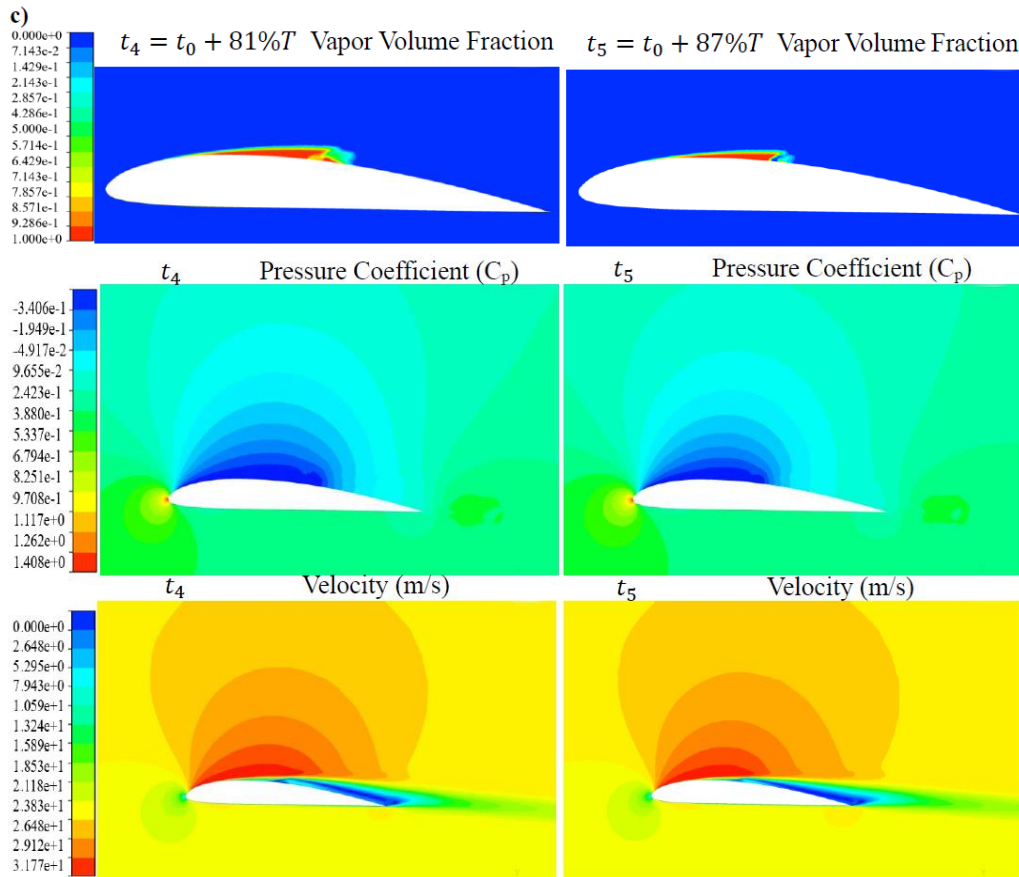 c)
t₄ = t₀ + 81%T Vapor Volume Fraction
t₅ = t₀ + 87%T Vapor Volume Fraction
0.000e+0
7.143e-2
1.429e-1
2.143e-1
2.857e-1
4.286e-1
5.000e-1
5.714e-1
6.429e-1
7.143e-1
7.857e-1
8.571e-1
9.286e-1
1.000e+0
t₄ Pressure Coefficient (Cₚ)
t₅ Pressure Coefficient (Cₚ)
-3.406e-1
-1.949e-1
-4.917e-2
9.655e-2
2.423e-1
3.880e-1
5.337e-1
6.794e-1
8.251e-1
9.708e-1
1.117e+0
1.262e+0
1.408e+0
t₄ Velocity (m/s)
t₅ Velocity (m/s)
0.000e+0
2.648e+0
5.295e+0
7.943e+0
1.059e+1
1.324e+1
1.589e+1
1.853e+1
2.118e+1
2.383e+1
2.648e+1
2.912e+1
3.177e+1